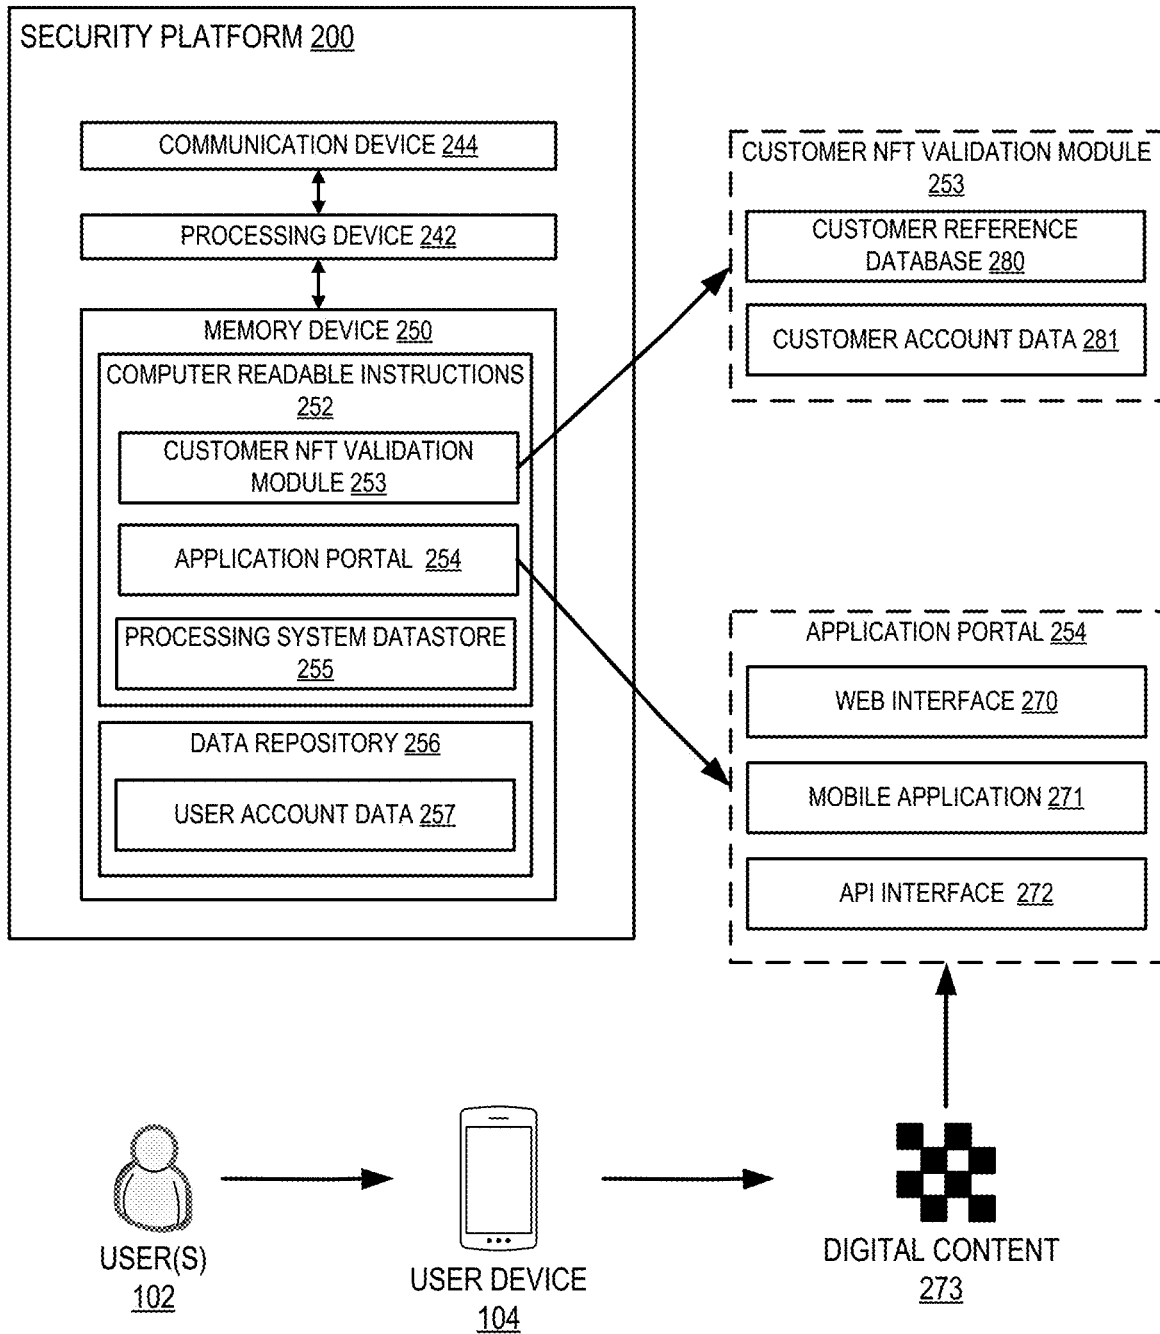 SECURITY PLATFORM 200
COMMUNICATION DEVICE 244
PROCESSING DEVICE 242
MEMORY DEVICE 250
COMPUTER READABLE INSTRUCTIONS
252
CUSTOMER NFT VALIDATION
MODULE 253
APPLICATION PORTAL 254
PROCESSING SYSTEM DATASTORE
255
DATA REPOSITORY 256
USER ACCOUNT DATA 257
CUSTOMER NFT VALIDATION MODULE
253
CUSTOMER REFERENCE
DATABASE 280
CUSTOMER ACCOUNT DATA 281
APPLICATION PORTAL 254
WEB INTERFACE 270
MOBILE APPLICATION 271
API INTERFACE 272
USER(S)
102
USER DEVICE
104
DIGITAL CONTENT
273